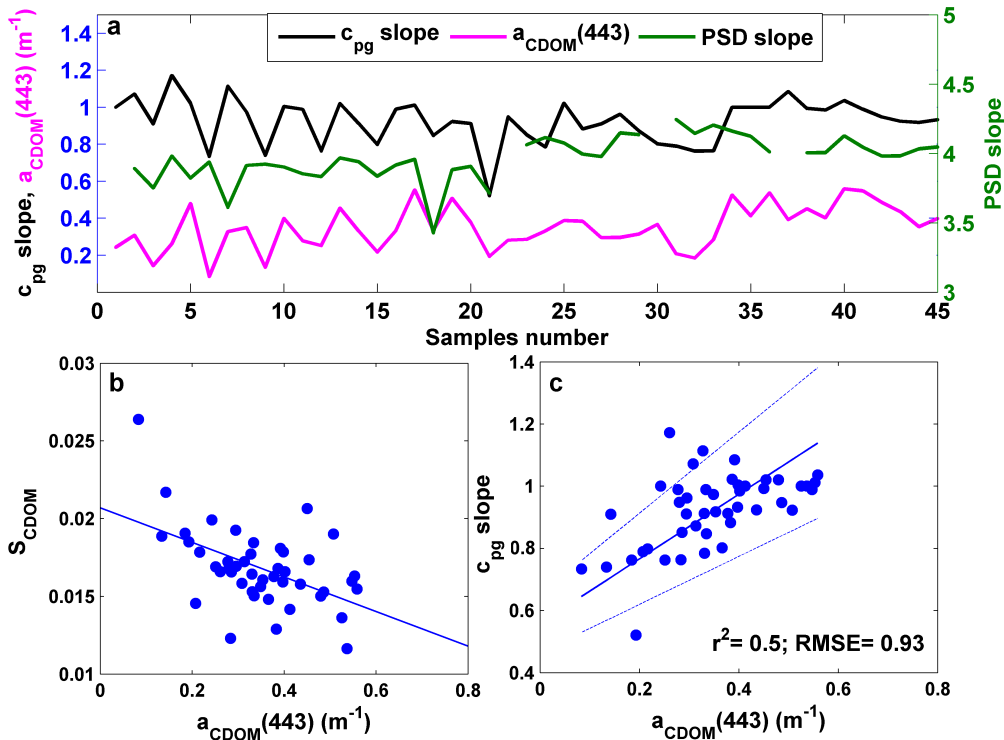 a
c_pg slope a_CDOM(443) PSD slope
c_pg slope, a_CDOM(443) (m^-1)
1.4
1.2
1
0.8
0.6
0.4
0.2
5
4.5
4
3.5
3
PSD slope
0 5 10 15 20 25 30 35 40 45
Samples number
b
S_CDOM
0.03
0.025
0.02
0.015
0.01
0 0.2 0.4 0.6 0.8
a_CDOM(443) (m^-1)
c
c_pg slope
1.4
1.2
1
0.8
0.6
0.4
r^2= 0.5; RMSE= 0.93
0 0.2 0.4 0.6 0.8
a_CDOM(443) (m^-1)